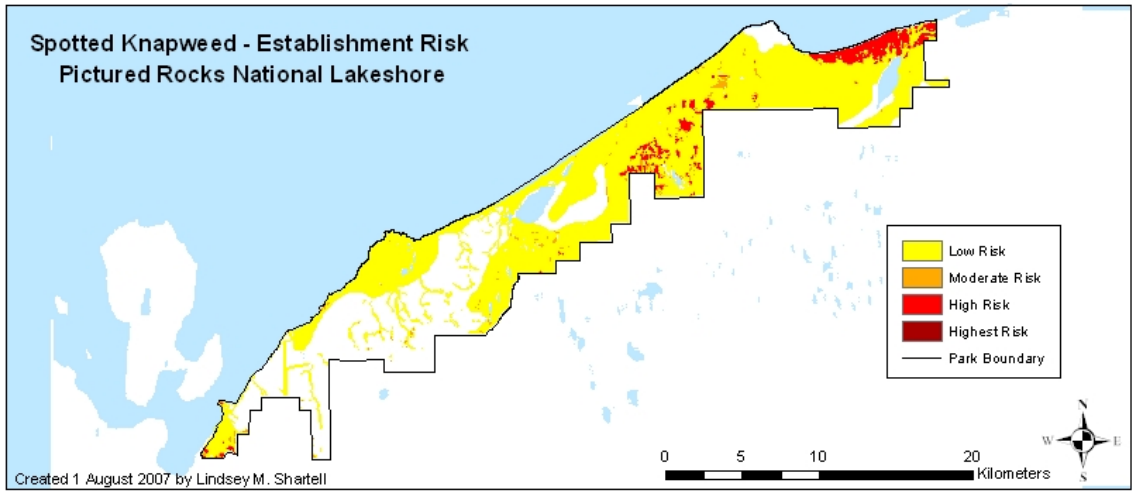 Spotted Knapweed - Establishment Risk
Pictured Rocks National Lakeshore
Low Risk
Moderate Risk
High Risk
Highest Risk
Park Boundary
N
W E
S
0 5 10 20
Kilometers
Created 1 August 2007 by Lindsey M. Shartell